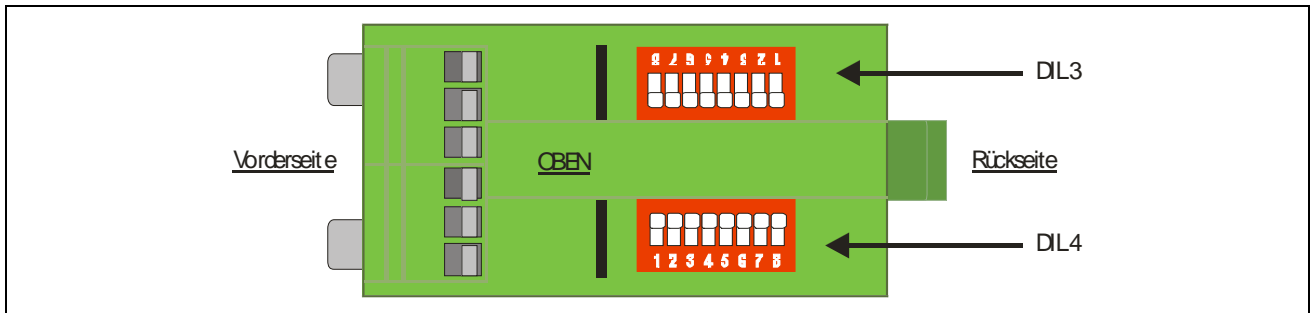 8 7 6 5 4 3 2 1
DIL3
Vorderseite
OBEN
Rückseite
DIL4
1 2 3 4 5 6 7 8